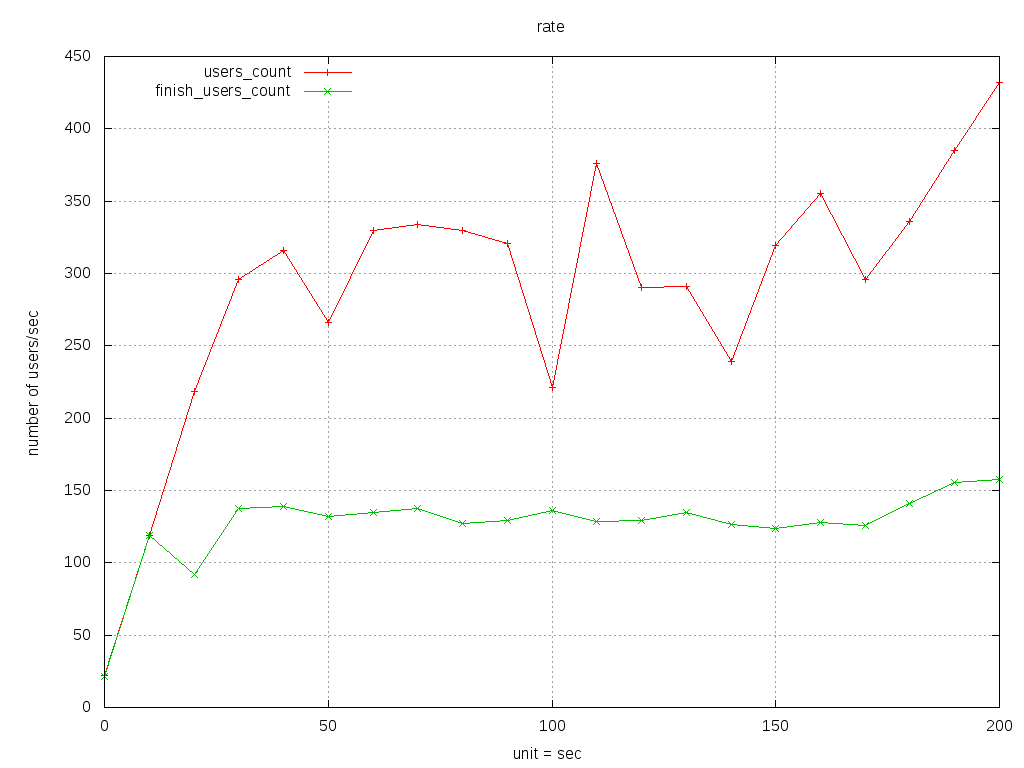 rate
450
400
350
300
250
200
150
100
50
0
users_count
finish_users_count
number of users/sec
0 50 100 150 200
unit = sec